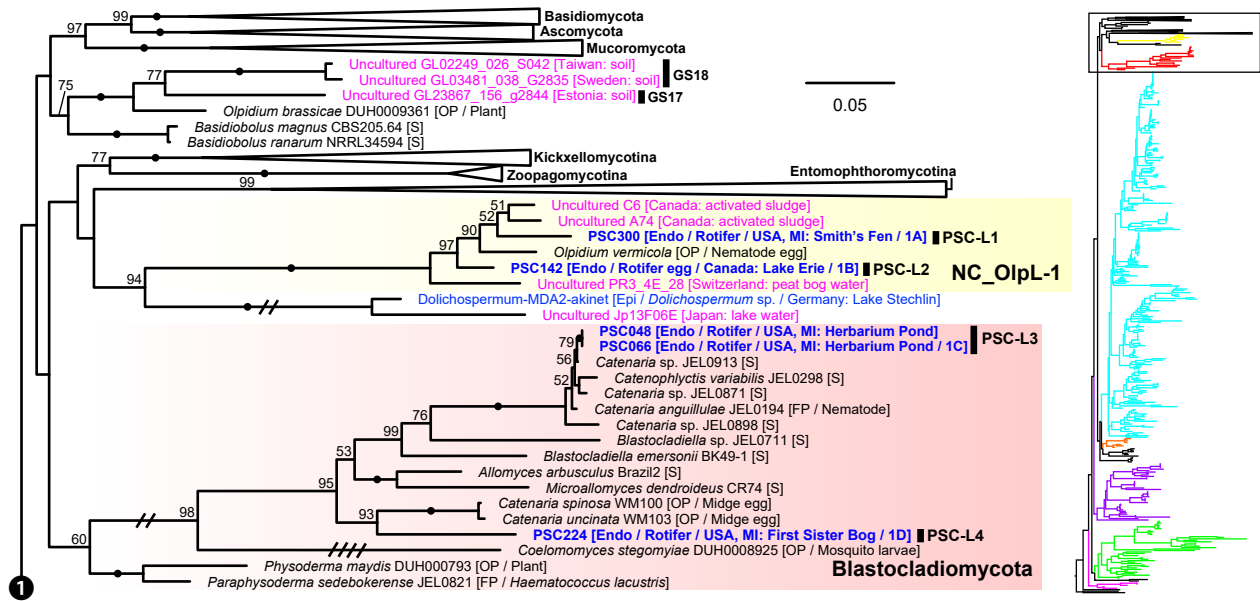 99
Basidiomycota
97
Ascomycota
Mucoromycota
75
77
Uncultured GL02249_026_S042 [Taiwan: soil]
Uncultured GL03481_038_G2835 [Sweden: soil]
GS18
Uncultured GL23867_156_g2844 [Estonia: soil]
GS17
0.05
Olpidium brassicae DUH0009361 [OP / Plant]
Basidiobolus magnus CBS205.64 [S]
Basidiobolus ranarum NRRL34594 [S]
77
Kickxellomycotina
Zoopagomycotina
99
Entomophthoromycotina
51
Uncultured C6 [Canada: activated sludge]
52
Uncultured A74 [Canada: activated sludge]
90
PSC300 [Endo / Rotifer / USA, MI: Smith's Fen / 1A]
PSC-L1
97
Olpidium vermicola [OP / Nematode egg]
94
PSC142 [Endo / Rotifer egg / Canada: Lake Erie / 1B]
PSC-L2
NC_OlpL-1
Uncultured PR3_4E_28 [Switzerland: peat bog water]
Dolichospermum-MDA2-akinet [Epi / Dolichospermum sp. / Germany: Lake Stechlin]
Uncultured Jp13F06E [Japan: lake water]
79
PSC048 [Endo / Rotifer / USA, MI: Herbarium Pond]
PSC066 [Endo / Rotifer / USA, MI: Herbarium Pond / 1C]
PSC-L3
56
Catenaria sp. JEL0913 [S]
52
Catenophlyctis variabilis JEL0298 [S]
Catenaria sp. JEL0871 [S]
76
Catenaria anguillulae JEL0194 [FP / Nematode]
Catenaria sp. JEL0898 [S]
99
Blastocladiella sp. JEL0711 [S]
53
Blastocladiella emersonii BK49-1 [S]
Allomyces arbusculus Brazil2 [S]
95
Microallomyces dendroideus CR74 [S]
Catenaria spinosa WM100 [OP / Midge egg]
98
93
Catenaria uncinata WM103 [OP / Midge egg]
PSC224 [Endo / Rotifer / USA, MI: First Sister Bog / 1D]
PSC-L4
60
Coelomomyces stegomyiae DUH0008925 [OP / Mosquito larvae]
Physoderma maydis DUH000793 [OP / Plant]
Blastocladiomycota
Paraphysoderma sedebokerense JEL0821 [FP / Haematococcus lacustris]
1